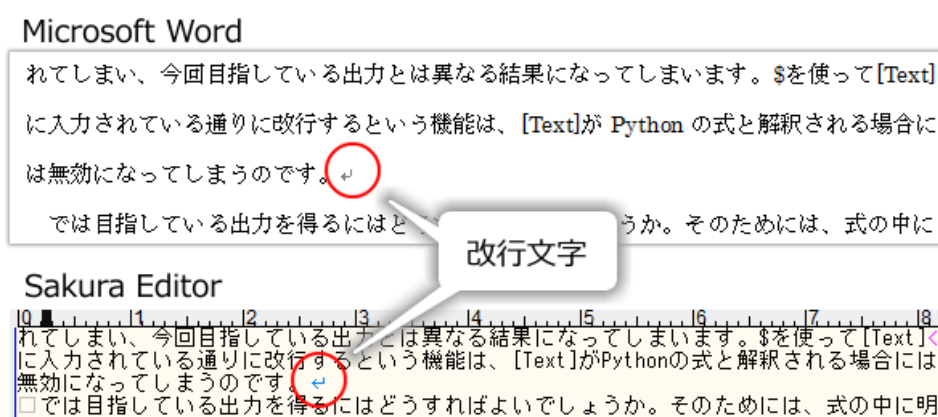 Microsoft Word
れてしまい、今回目指している出力とは異なる結果になってしまいます。$を使って[Text]
に入力されている通りに改行するという機能は、[Text]が Python の式と解釈される場合に
は無効になってしまうのです。↵
では目指している出力を得るにはど
うか。そのためには、式の中に
改行文字
Sakura Editor
0 1 2 3 4 5 6 7 8
れてしまい、今回目指している出力とは異なる結果になってしまいます。$を使って[Text]<
に入力されている通りに改行するという機能は、[Text]がPythonの式と解釈される場合には
無効になってしまうのです。↵
□では目指している出力を得るにはどうすればよいでしょうか。そのためには、式の中に明